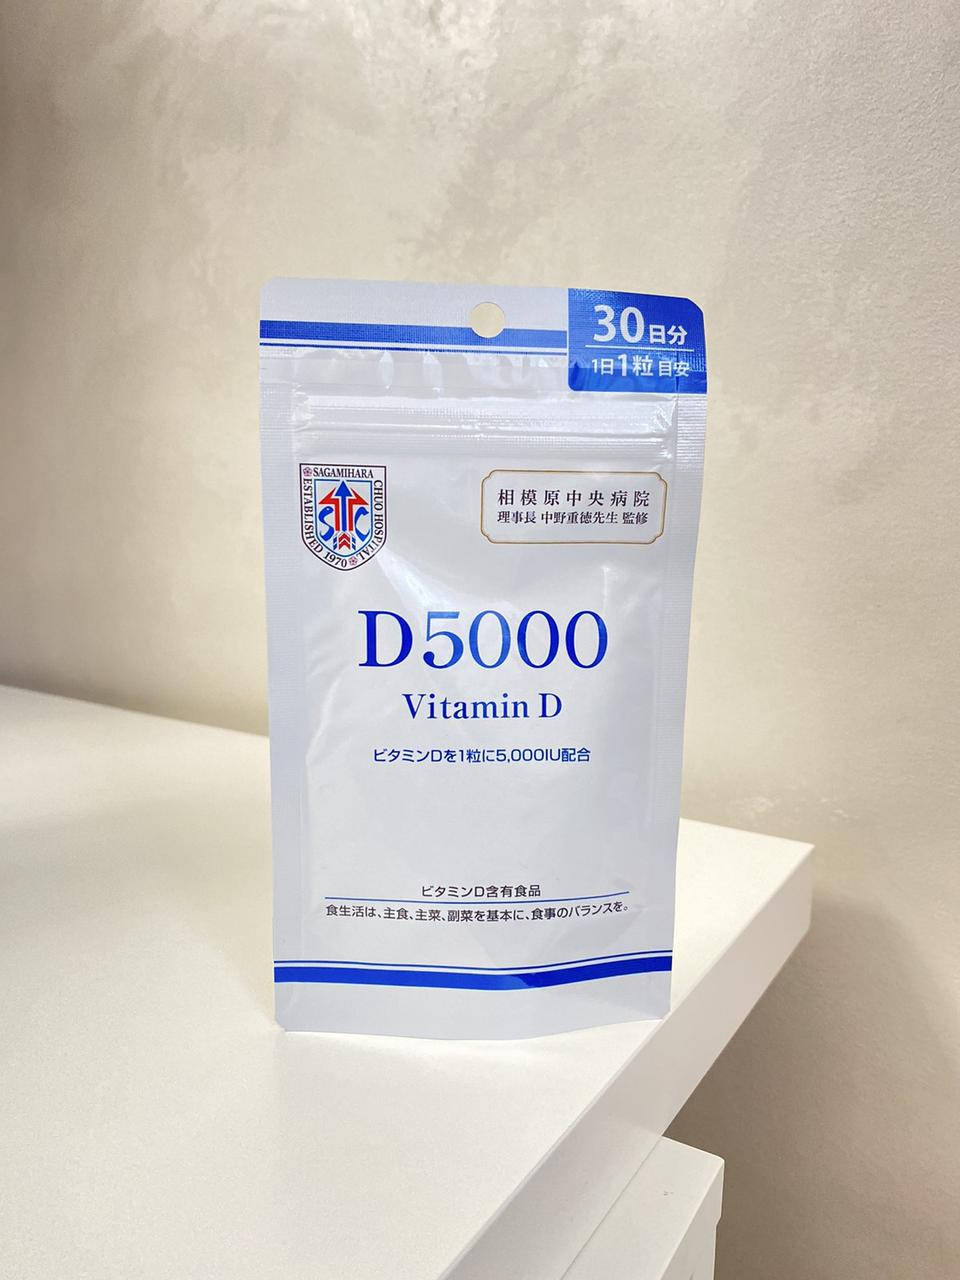 30日分
1日1粒 目安
SAGAMIHARA
CHUO HOSPITAL
ESTABLISHED 1970
SC
相模原中央病院
理事長 中野重徳先生 監修
D5000
Vitamin D
ビタミンDを1粒に5,000IU配合
ビタミンD含有食品
食生活は、主食、主菜、副菜を基本に、食事のバランスを。